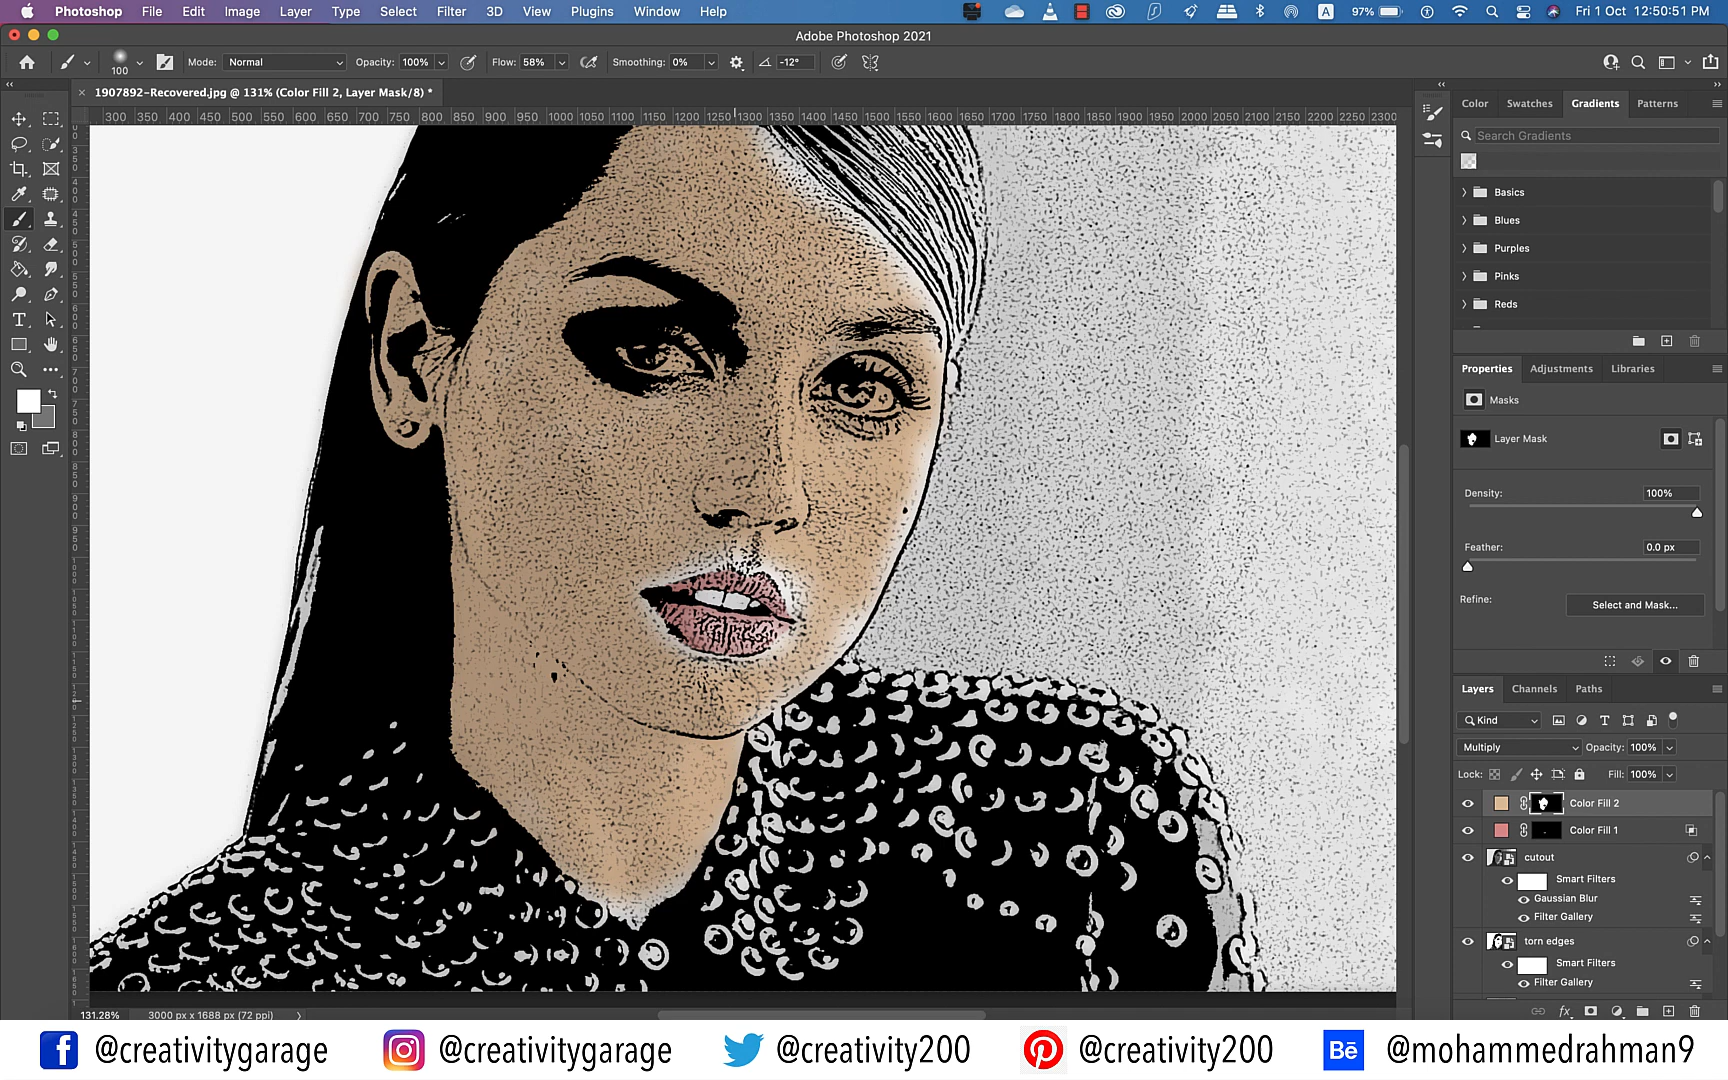 Photoshop File Edit Image Layer Type Select Filter 3D View Plugins Window Help 97% A Fri 1 Oct 12:50:51 PM
Adobe Photoshop 2021
100 Mode: Normal Opacity: 100% Flow: 58% Smoothing: 0% -12°
× 1907892-Recovered.jpg @ 131% (Color Fill 2, Layer Mask/8) *
300 350 400 450 500 550 600 650 700 750 800 850 900 950 1000 1050 1100 1150 1200 1250 1300 1350 1400 1450 1500 1550 1600 1650 1700 1750 1800 1850 1900 1950 2000 2050 2100 2150 2200 2250 2300
Color Swatches Gradients Patterns
Search Gradients
Basics
Blues
Purples
Pinks
Reds
Properties Adjustments Libraries
Masks
Layer Mask
Density: 100%
Feather: 0.0 px
Refine: Select and Mask...
Layers Channels Paths
Kind
Multiply Opacity: 100%
Lock: Fill: 100%
Color Fill 2
Color Fill 1
cutout
Smart Filters
Gaussian Blur
Filter Gallery
torn edges
Smart Filters
Filter Gallery
131.28% 3000 px x 1688 px (72 ppi)
@creativitygarage @creativitygarage @creativity200 @creativity200 Bē @mohammedrahman9